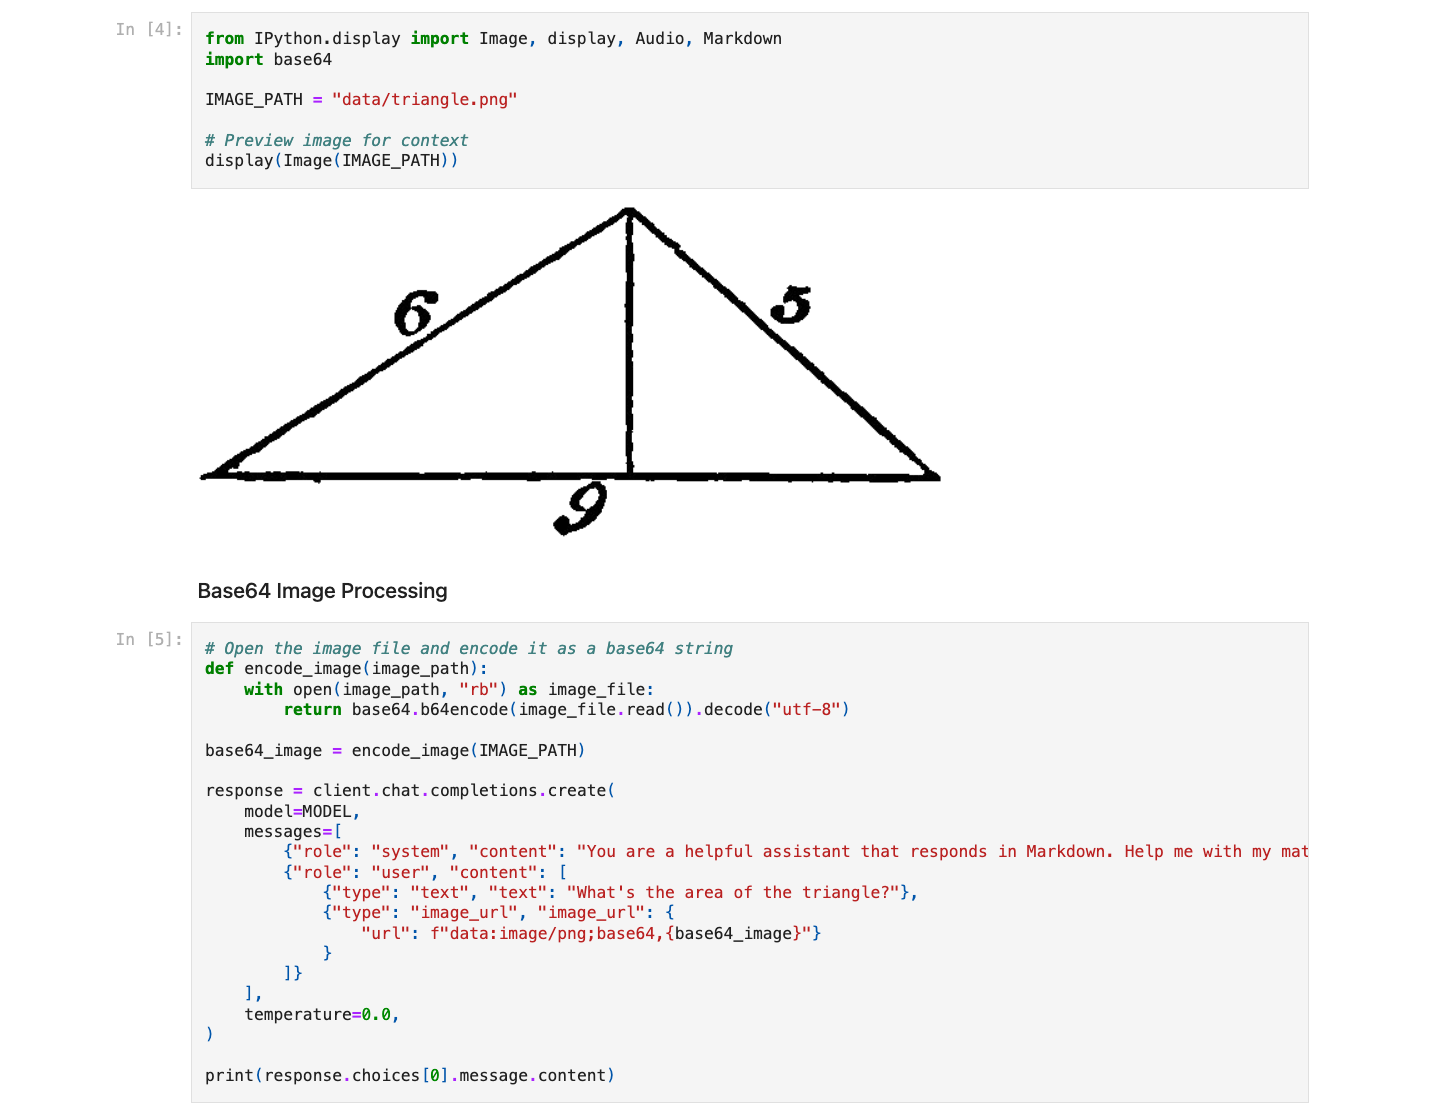 In [4]:
from IPython.display import Image, display, Audio, Markdown
import base64
IMAGE_PATH = "data/triangle.png"
# Preview image for context
display(Image(IMAGE_PATH))
6
5
9
Base64 Image Processing
In [5]:
# Open the image file and encode it as a base64 string
def encode_image(image_path):
    with open(image_path, "rb") as image_file:
        return base64.b64encode(image_file.read()).decode("utf-8")
base64_image = encode_image(IMAGE_PATH)
response = client.chat.completions.create(
    model=MODEL,
    messages=[
        {"role": "system", "content": "You are a helpful assistant that responds in Markdown. Help me with my mat
        {"role": "user", "content": [
            {"type": "text", "text": "What's the area of the triangle?"},
            {"type": "image_url", "image_url": {
                "url": f"data:image/png;base64,{base64_image}"}
            }
        ]}
    ],
    temperature=0.0,
)
print(response.choices[0].message.content)